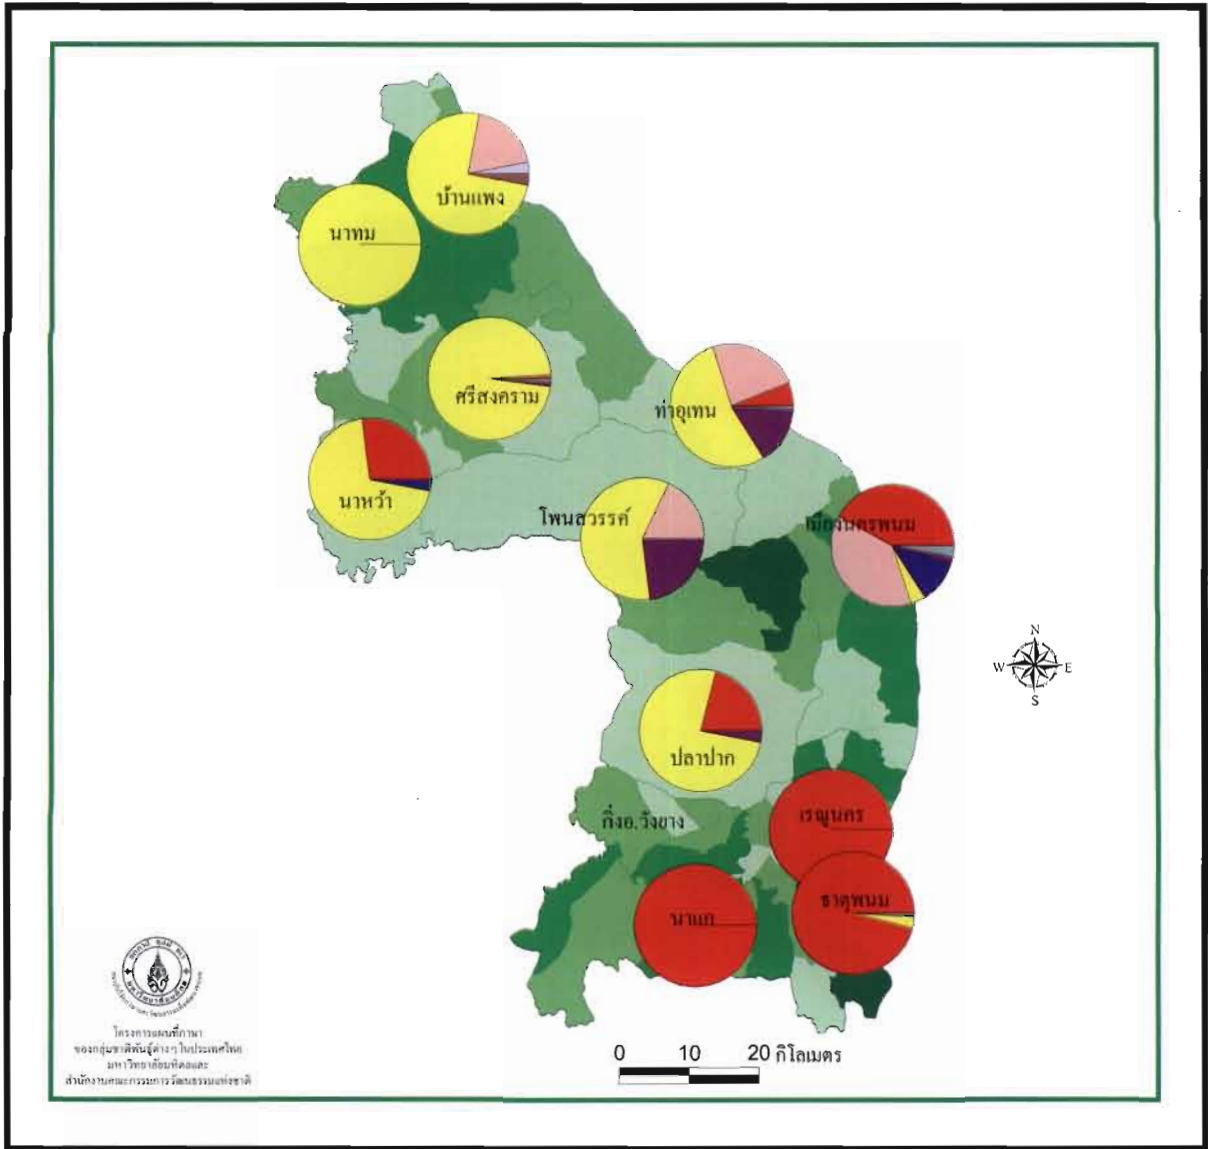 บ้านแพง
นาทม
ศรีสงคราม
ท่าอุเทน
นาหว้า
โพนสวรรค์
เมืองนครพนม
N
W E
S
ปลาปาก
เรณูนคร
กิ่งอ.วังยาง
ธาตุพนม
นาแก
โครงการแผนที่ภาษา
ของกลุ่มชาติพันธุ์ต่างๆในประเทศไทย
มหาวิทยาลัยมหิดลและ
สำนักงานคณะกรรมการวัฒนธรรมแห่งชาติ
0 10 20 กิโลเมตร